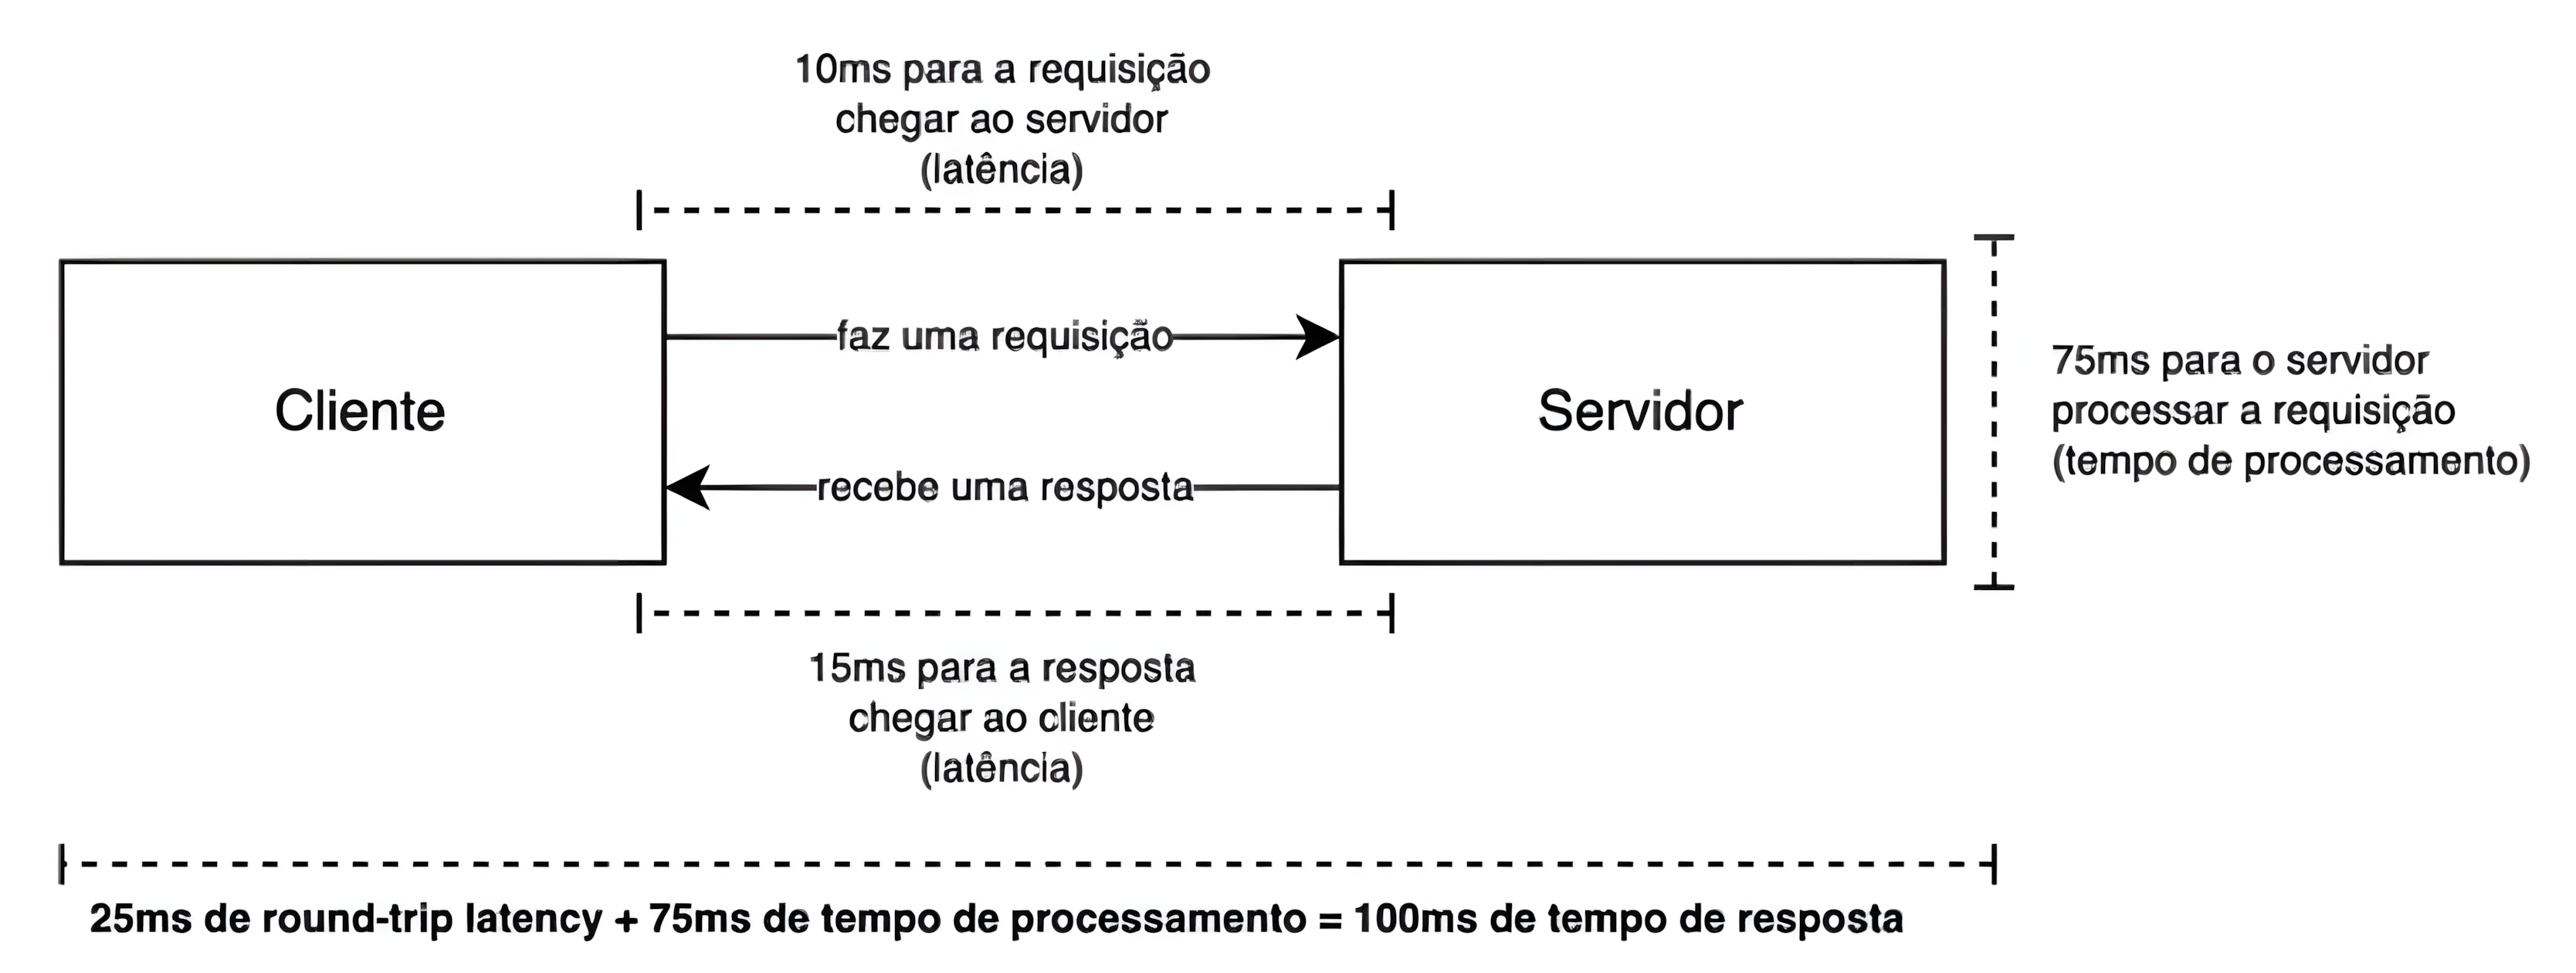 10ms para a requisição
chegar ao servidor
(latência)
faz uma requisição
Cliente
Servidor
75ms para o servidor
processar a requisição
(tempo de processamento)
recebe uma resposta
15ms para a resposta
chegar ao cliente
(latência)
25ms de round-trip latency + 75ms de tempo de processamento = 100ms de tempo de resposta